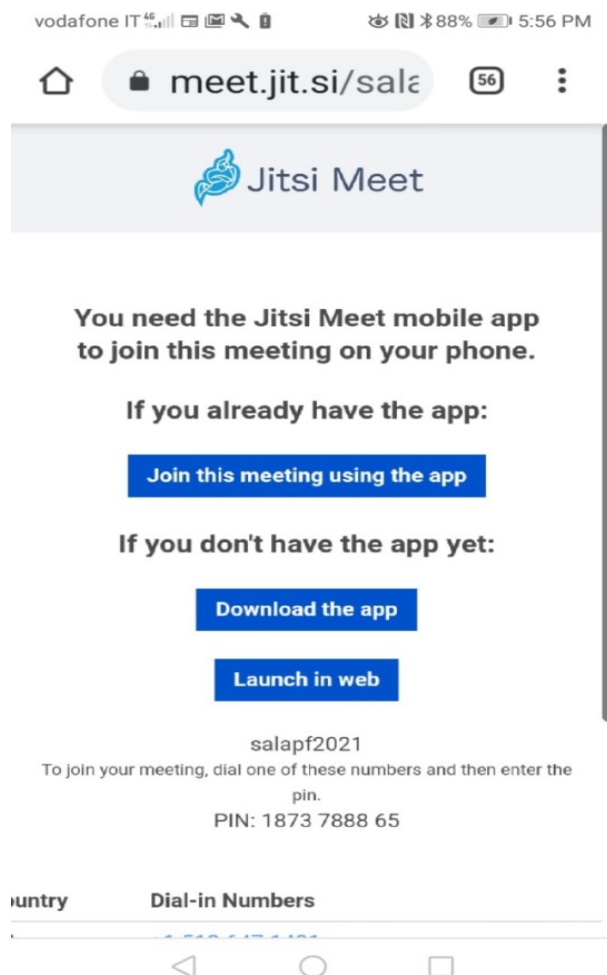 vodafone IT 88% 5:56 PM
meet.jit.si/sala
56
Jitsi Meet
You need the Jitsi Meet mobile app
to join this meeting on your phone.
If you already have the app:
Join this meeting using the app
If you don't have the app yet:
Download the app
Launch in web
salapf2021
To join your meeting, dial one of these numbers and then enter the
pin.
PIN: 1873 7888 65
Dial-in Numbers